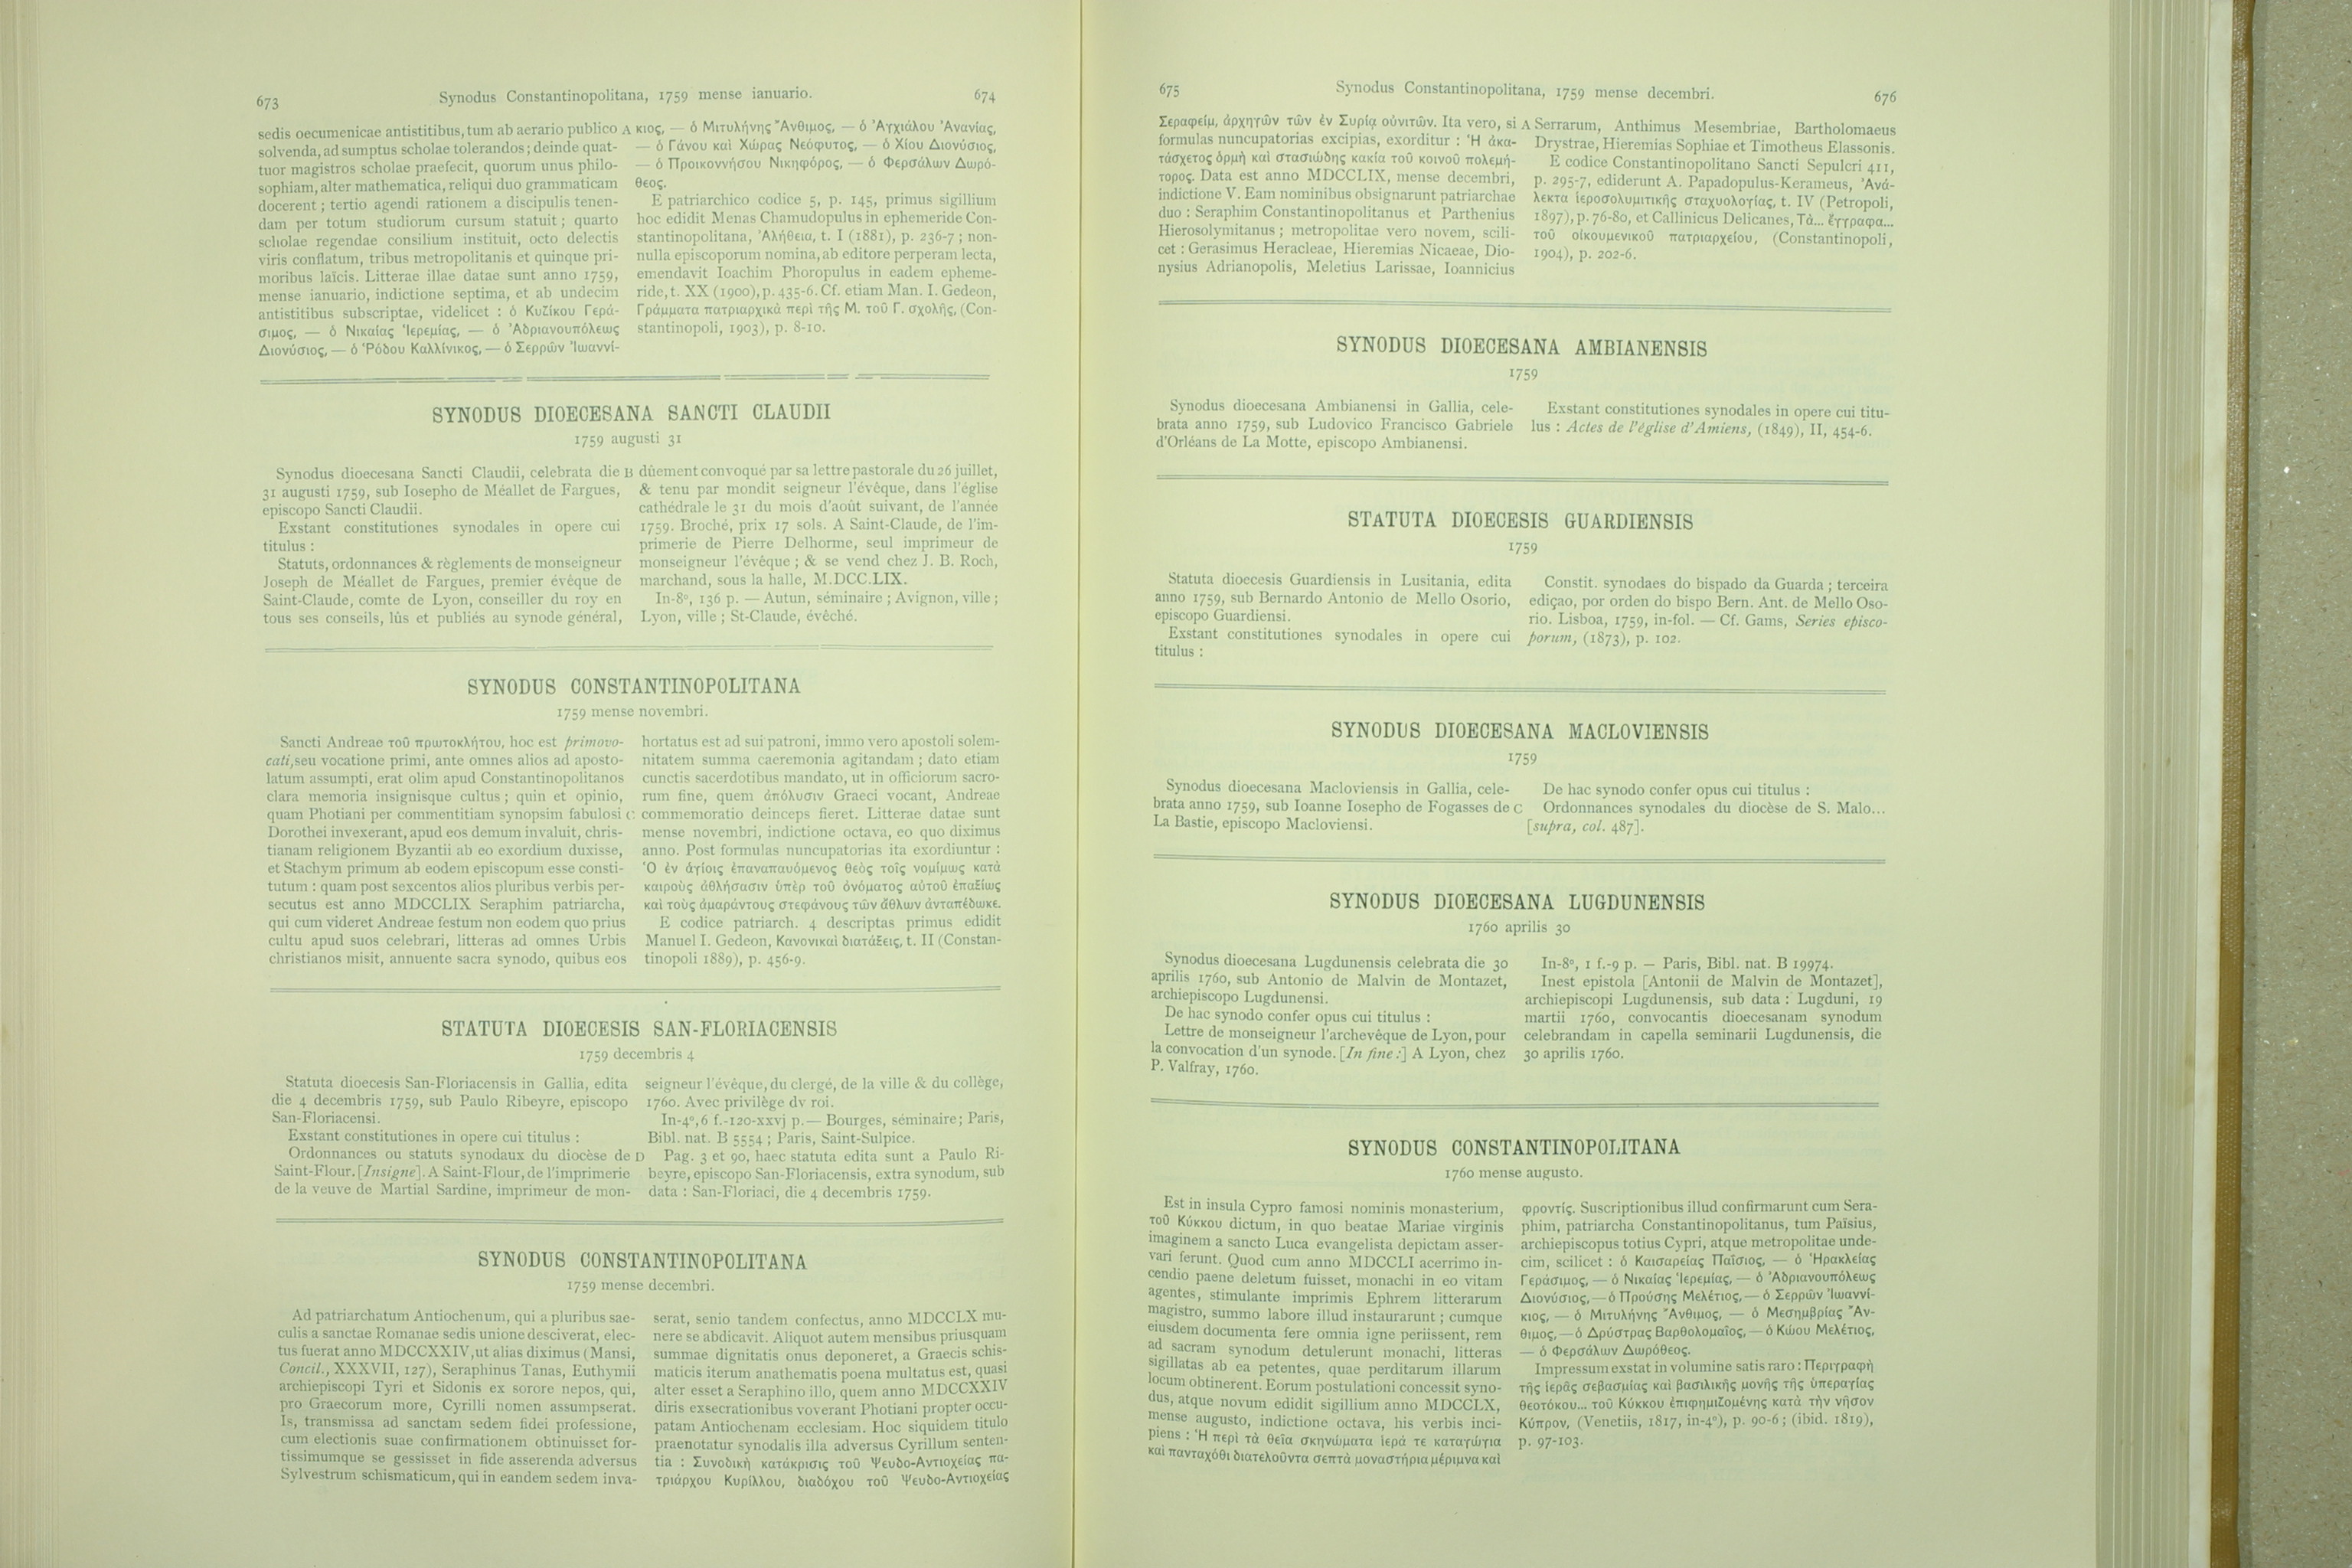 673
Synodus Constantinopolitana, 1759 mense ianuario.
674
sedis oecumenicae antistitibus, tum ab aerario publico
solvenda, ad sumptus scholae tolerandos; deinde quat-
tuor magistros scholae praefecit, quorum unus philo-
sophiam, alter mathematica, reliqui duo grammaticam
docerent ; tertio agendi rationem a discipulis tenen-
dam per totum studiorum cursum statuit ; quarto
scholae regendae consilium instituit, octo delectis
viris conflatum, tribus metropolitanis et quinque pri-
moribus laïcis. Litterae illae datae sunt anno 1759,
mense ianuario, indictione septima, et ab undecim
antistitibus subscriptae, videlicet : ὁ Κυζίκου Γερά-
σιμος, — ὁ Νικαίας Ἱερεμίας, — ὁ Ἀδριανουπόλεως
Διονύσιος, — ὁ Ῥόδου Καλλίνικος, — ὁ Σερρῶν Ἰωαννί-
A
κιος, — ὁ Μιτυλήνης Ἄνθιμος, — ὁ Ἀγχιάλου Ἀνανίας,
— ὁ Γάνου καὶ Χώρας Νεόφυτος, — ὁ Χίου Διονύσιος,
— ὁ Προικοννήσου Νικηφόρος, — ὁ Φερσάλων Δωρό-
θεος.
E patriarchico codice 5, p. 145, primus sigillium
hoc edidit Menas Chamudopulus in ephemeride Con-
stantinopolitana, Ἀλήθεια, t. I (1881), p. 236-7 ; non-
nulla episcoporum nomina, ab editore perperam lecta,
emendavit Ioachim Phoropulus in eadem epheme-
ride, t. XX (1900), p. 435-6. Cf. etiam Man. I. Gedeon,
Γράμματα πατριαρχικὰ περὶ τῆς Μ. τοῦ Γ. σχολῆς, (Con-
stantinopoli, 1903), p. 8-10.
SYNODUS DIOECESANA SANCTI CLAUDII
1759 augusti 31
Synodus dioecesana Sancti Claudii, celebrata die
31 augusti 1759, sub Iosepho de Méallet de Fargues,
episcopo Sancti Claudii.
Exstant constitutiones synodales in opere cui
titulus :
Statuts, ordonnances & règlements de monseigneur
Joseph de Méallet de Fargues, premier évêque de
Saint-Claude, comte de Lyon, conseiller du roy en
tous ses conseils, lûs et publiés au synode général,
B
dûement convoqué par sa lettre pastorale du 26 juillet,
& tenu par mondit seigneur l'évêque, dans l'église
cathédrale le 31 du mois d'août suivant, de l'année
1759. Broché, prix 17 sols. A Saint-Claude, de l'im-
primerie de Pierre Delhorme, seul imprimeur de
monseigneur l'évêque ; & se vend chez J. B. Roch,
marchand, sous la halle, M.DCC.LIX.
In-8°, 136 p. — Autun, séminaire ; Avignon, ville ;
Lyon, ville ; St-Claude, évêché.
SYNODUS CONSTANTINOPOLITANA
1759 mense novembri.
Sancti Andreae τοῦ πρωτοκλήτου, hoc est primovo-
cati, seu vocatione primi, ante omnes alios ad aposto-
latum assumpti, erat olim apud Constantinopolitanos
clara memoria insignisque cultus ; quin et opinio,
quam Photiani per commentitiam synopsim fabulosi
Dorothei invexerant, apud eos demum invaluit, chris-
tianam religionem Byzantii ab eo exordium duxisse,
et Stachym primum ab eodem episcopum esse consti-
tutum : quam post sexcentos alios pluribus verbis per-
secutus est anno MDCCLIX Seraphim patriarcha,
qui cum videret Andreae festum non eodem quo prius
cultu apud suos celebrari, litteras ad omnes Urbis
christianos misit, annuente sacra synodo, quibus eos
C
hortatus est ad sui patroni, immo vero apostoli solem-
nitatem summa caeremonia agitandam ; dato etiam
cunctis sacerdotibus mandato, ut in officiorum sacro-
rum fine, quem ἀπόλυσιν Graeci vocant, Andreae
commemoratio deinceps fieret. Litterae datae sunt
mense novembri, indictione octava, eo quo diximus
anno. Post formulas nuncupatorias ita exordiuntur :
Ὁ ἐν ἁγίοις ἐπαναπαυόμενος θεὸς τοῖς νομίμως κατὰ
καιροὺς ἀθλήσασιν ὑπὲρ τοῦ ὀνόματος αὐτοῦ ἐπαξίως
καὶ τοὺς ἀμαράντους στεφάνους τῶν ἄθλων ἀνταπέδωκε.
E codice patriarch. 4 descriptas primus edidit
Manuel I. Gedeon, Κανονικαὶ διατάξεις, t. II (Constan-
tinopoli 1889), p. 456-9.
STATUTA DIOECESIS SAN-FLORIACENSIS
1759 decembris 4
Statuta dioecesis San-Floriacensis in Gallia, edita
die 4 decembris 1759, sub Paulo Ribeyre, episcopo
San-Floriacensi.
Exstant constitutiones in opere cui titulus :
Ordonnances ou statuts synodaux du diocèse de
Saint-Flour. [Insigne]. A Saint-Flour, de l'imprimerie
de la veuve de Martial Sardine, imprimeur de mon-
D
seigneur l'évêque, du clergé, de la ville & du collège,
1760. Avec privilège dv roi.
In-4°, 6 f.-120-xxvj p. — Bourges, séminaire ; Paris,
Bibl. nat. B 5554 ; Paris, Saint-Sulpice.
Pag. 3 et 90, haec statuta edita sunt a Paulo Ri-
beyre, episcopo San-Floriacensis, extra synodum, sub
data : San-Floriaci, die 4 decembris 1759.
SYNODUS CONSTANTINOPOLITANA
1759 mense decembri.
Ad patriarchatum Antiochenum, qui a pluribus sae-
culis a sanctae Romanae sedis unione desciverat, elec-
tus fuerat anno MDCCXXIV, ut alias diximus (Mansi,
Concil., XXXVII, 127), Seraphinus Tanas, Euthymii
archiepiscopi Tyri et Sidonis ex sorore nepos, qui,
pro Graecorum more, Cyrilli nomen assumpserat.
Is, transmissa ad sanctam sedem fidei professione,
cum electionis suae confirmationem obtinuisset for-
tissimumque se gessisset in fide asserenda adversus
Sylvestrum schismaticum, qui in eandem sedem inva-
serat, senio tandem confectus, anno MDCCLX mu-
nere se abdicavit. Aliquot autem mensibus priusquam
summae dignitatis onus deponeret, a Graecis schis-
maticis iterum anathematis poena multatus est, quasi
alter esset a Seraphino illo, quem anno MDCCXXIV
diris exsecrationibus voverant Photiani propter occu-
patam Antiochenam ecclesiam. Hoc siquidem titulo
praenotatur synodalis illa adversus Cyrillum senten-
tia : Συνοδικὴ κατάκρισις τοῦ Ψευδο-Αντιοχείας πα-
τριάρχου Κυρίλλου, διαδόχου τοῦ Ψευδο-Αντιοχείας
675
Synodus Constantinopolitana, 1759 mense decembri.
676
Σεραφείμ, ἀρχηγῶν τῶν ἐν Συρίᾳ οὐνιτῶν. Ita vero, si
formulas nuncupatorias excipias, exorditur : Ἡ ἀκα-
τάσχετος ὁρμὴ καὶ στασιώδης κακία τοῦ κοινοῦ πολεμή-
τορος. Data est anno MDCCLIX, mense decembri,
indictione V. Eam nominibus obsignarunt patriarchae
duo : Seraphim Constantinopolitanus et Parthenius
Hierosolymitanus ; metropolitae vero novem, scili-
cet : Gerasimus Heracleae, Hieremias Nicaeae, Dio-
nysius Adrianopolis, Meletius Larissae, Ioannicius
A
Serrarum, Anthimus Mesembriae, Bartholomaeus
Drystrae, Hieremias Sophiae et Timotheus Elassonis.
E codice Constantinopolitano Sancti Sepulcri 411,
p. 295-7, ediderunt A. Papadopulus-Kerameus, Ἀνά-
λεκτα ἱεροσολυμιτικῆς σταχυολογίας, t. IV (Petropoli,
1897), p. 76-80, et Callinicus Delicanes, Τὰ... ἔγγραφα...
τοῦ οἰκουμενικοῦ πατριαρχείου, (Constantinopoli,
1904), p. 202-6.
SYNODUS DIOECESANA AMBIANENSIS
1759
Synodus dioecesana Ambianensi in Gallia, cele-
brata anno 1759, sub Ludovico Francisco Gabriele
d'Orléans de La Motte, episcopo Ambianensi.
Exstant constitutiones synodales in opere cui titu-
lus : Actes de l'église d'Amiens, (1849), II, 454-6.
STATUTA DIOECESIS GUARDIENSIS
1759
Statuta dioecesis Guardiensis in Lusitania, edita
anno 1759, sub Bernardo Antonio de Mello Osorio,
episcopo Guardiensi.
Exstant constitutiones synodales in opere cui
titulus :
Constit. synodaes do bispado da Guarda ; terceira
ediçao, por orden do bispo Bern. Ant. de Mello Oso-
rio. Lisboa, 1759, in-fol. — Cf. Gams, Series episco-
porum, (1873), p. 102.
SYNODUS DIOECESANA MACLOVIENSIS
1759
Synodus dioecesana Macloviensis in Gallia, cele-
brata anno 1759, sub Ioanne Iosepho de Fogasses de
La Bastie, episcopo Macloviensi.
C
De hac synodo confer opus cui titulus :
Ordonnances synodales du diocèse de S. Malo...
[supra, col. 487].
SYNODUS DIOECESANA LUGDUNENSIS
1760 aprilis 30
Synodus dioecesana Lugdunensis celebrata die 30
aprilis 1760, sub Antonio de Malvin de Montazet,
archiepiscopo Lugdunensi.
De hac synodo confer opus cui titulus :
Lettre de monseigneur l'archevêque de Lyon, pour
la convocation d'un synode. [In fine :] A Lyon, chez
P. Valfray, 1760.
In-8°, 1 f.-9 p. — Paris, Bibl. nat. B 19974.
Inest epistola [Antonii de Malvin de Montazet],
archiepiscopi Lugdunensis, sub data : Lugduni, 19
martii 1760, convocantis dioecesanam synodum
celebrandam in capella seminarii Lugdunensis, die
30 aprilis 1760.
SYNODUS CONSTANTINOPOLITANA
1760 mense augusto.
Est in insula Cypro famosi nominis monasterium,
τοῦ Κύκκου dictum, in quo beatae Mariae virginis
imaginem a sancto Luca evangelista depictam asser-
vari ferunt. Quod cum anno MDCCLI acerrimo in-
cendio paene deletum fuisset, monachi in eo vitam
agentes, stimulante imprimis Ephrem litterarum
magistro, summo labore illud instaurarunt ; cumque
eiusdem documenta fere omnia igne periissent, rem
ad sacram synodum detulerunt monachi, litteras
sigillatas ab ea petentes, quae perditarum illarum
locum obtinerent. Eorum postulationi concessit syno-
dus, atque novum edidit sigillium anno MDCCLX,
mense augusto, indictione octava, his verbis inci-
piens : Ἡ περὶ τὰ θεῖα σκηνώματα ἱερά τε καταγώγια
καὶ πανταχόθι διατελοῦντα σεπτὰ μοναστήρια μέριμνα καὶ
φροντίς. Suscriptionibus illud confirmarunt cum Sera-
phim, patriarcha Constantinopolitanus, tum Païsius,
archiepiscopus totius Cypri, atque metropolitae unde-
cim, scilicet : ὁ Καισαρείας Παΐσιος, — ὁ Ἡρακλείας
Γεράσιμος, — ὁ Νικαίας Ἱερεμίας, — ὁ Ἀδριανουπόλεως
Διονύσιος, — ὁ Προύσης Μελέτιος, — ὁ Σερρῶν Ἰωαννί-
κιος, — ὁ Μιτυλήνης Ἄνθιμος, — ὁ Μεσημβρίας Ἄν-
θιμος, — ὁ Δρύστρας Βαρθολομαῖος, — ὁ Κώου Μελέτιος,
— ὁ Φερσάλων Δωρόθεος.
Impressum exstat in volumine satis raro : Περιγραφὴ
τῆς ἱερᾶς σεβασμίας καὶ βασιλικῆς μονῆς τῆς ὑπεραγίας
θεοτόκου... τοῦ Κύκκου ἐπιφημιζομένης κατὰ τὴν νῆσον
Κύπρον, (Venetiis, 1817, in-4°), p. 90-6 ; (ibid. 1819),
p. 97-103.